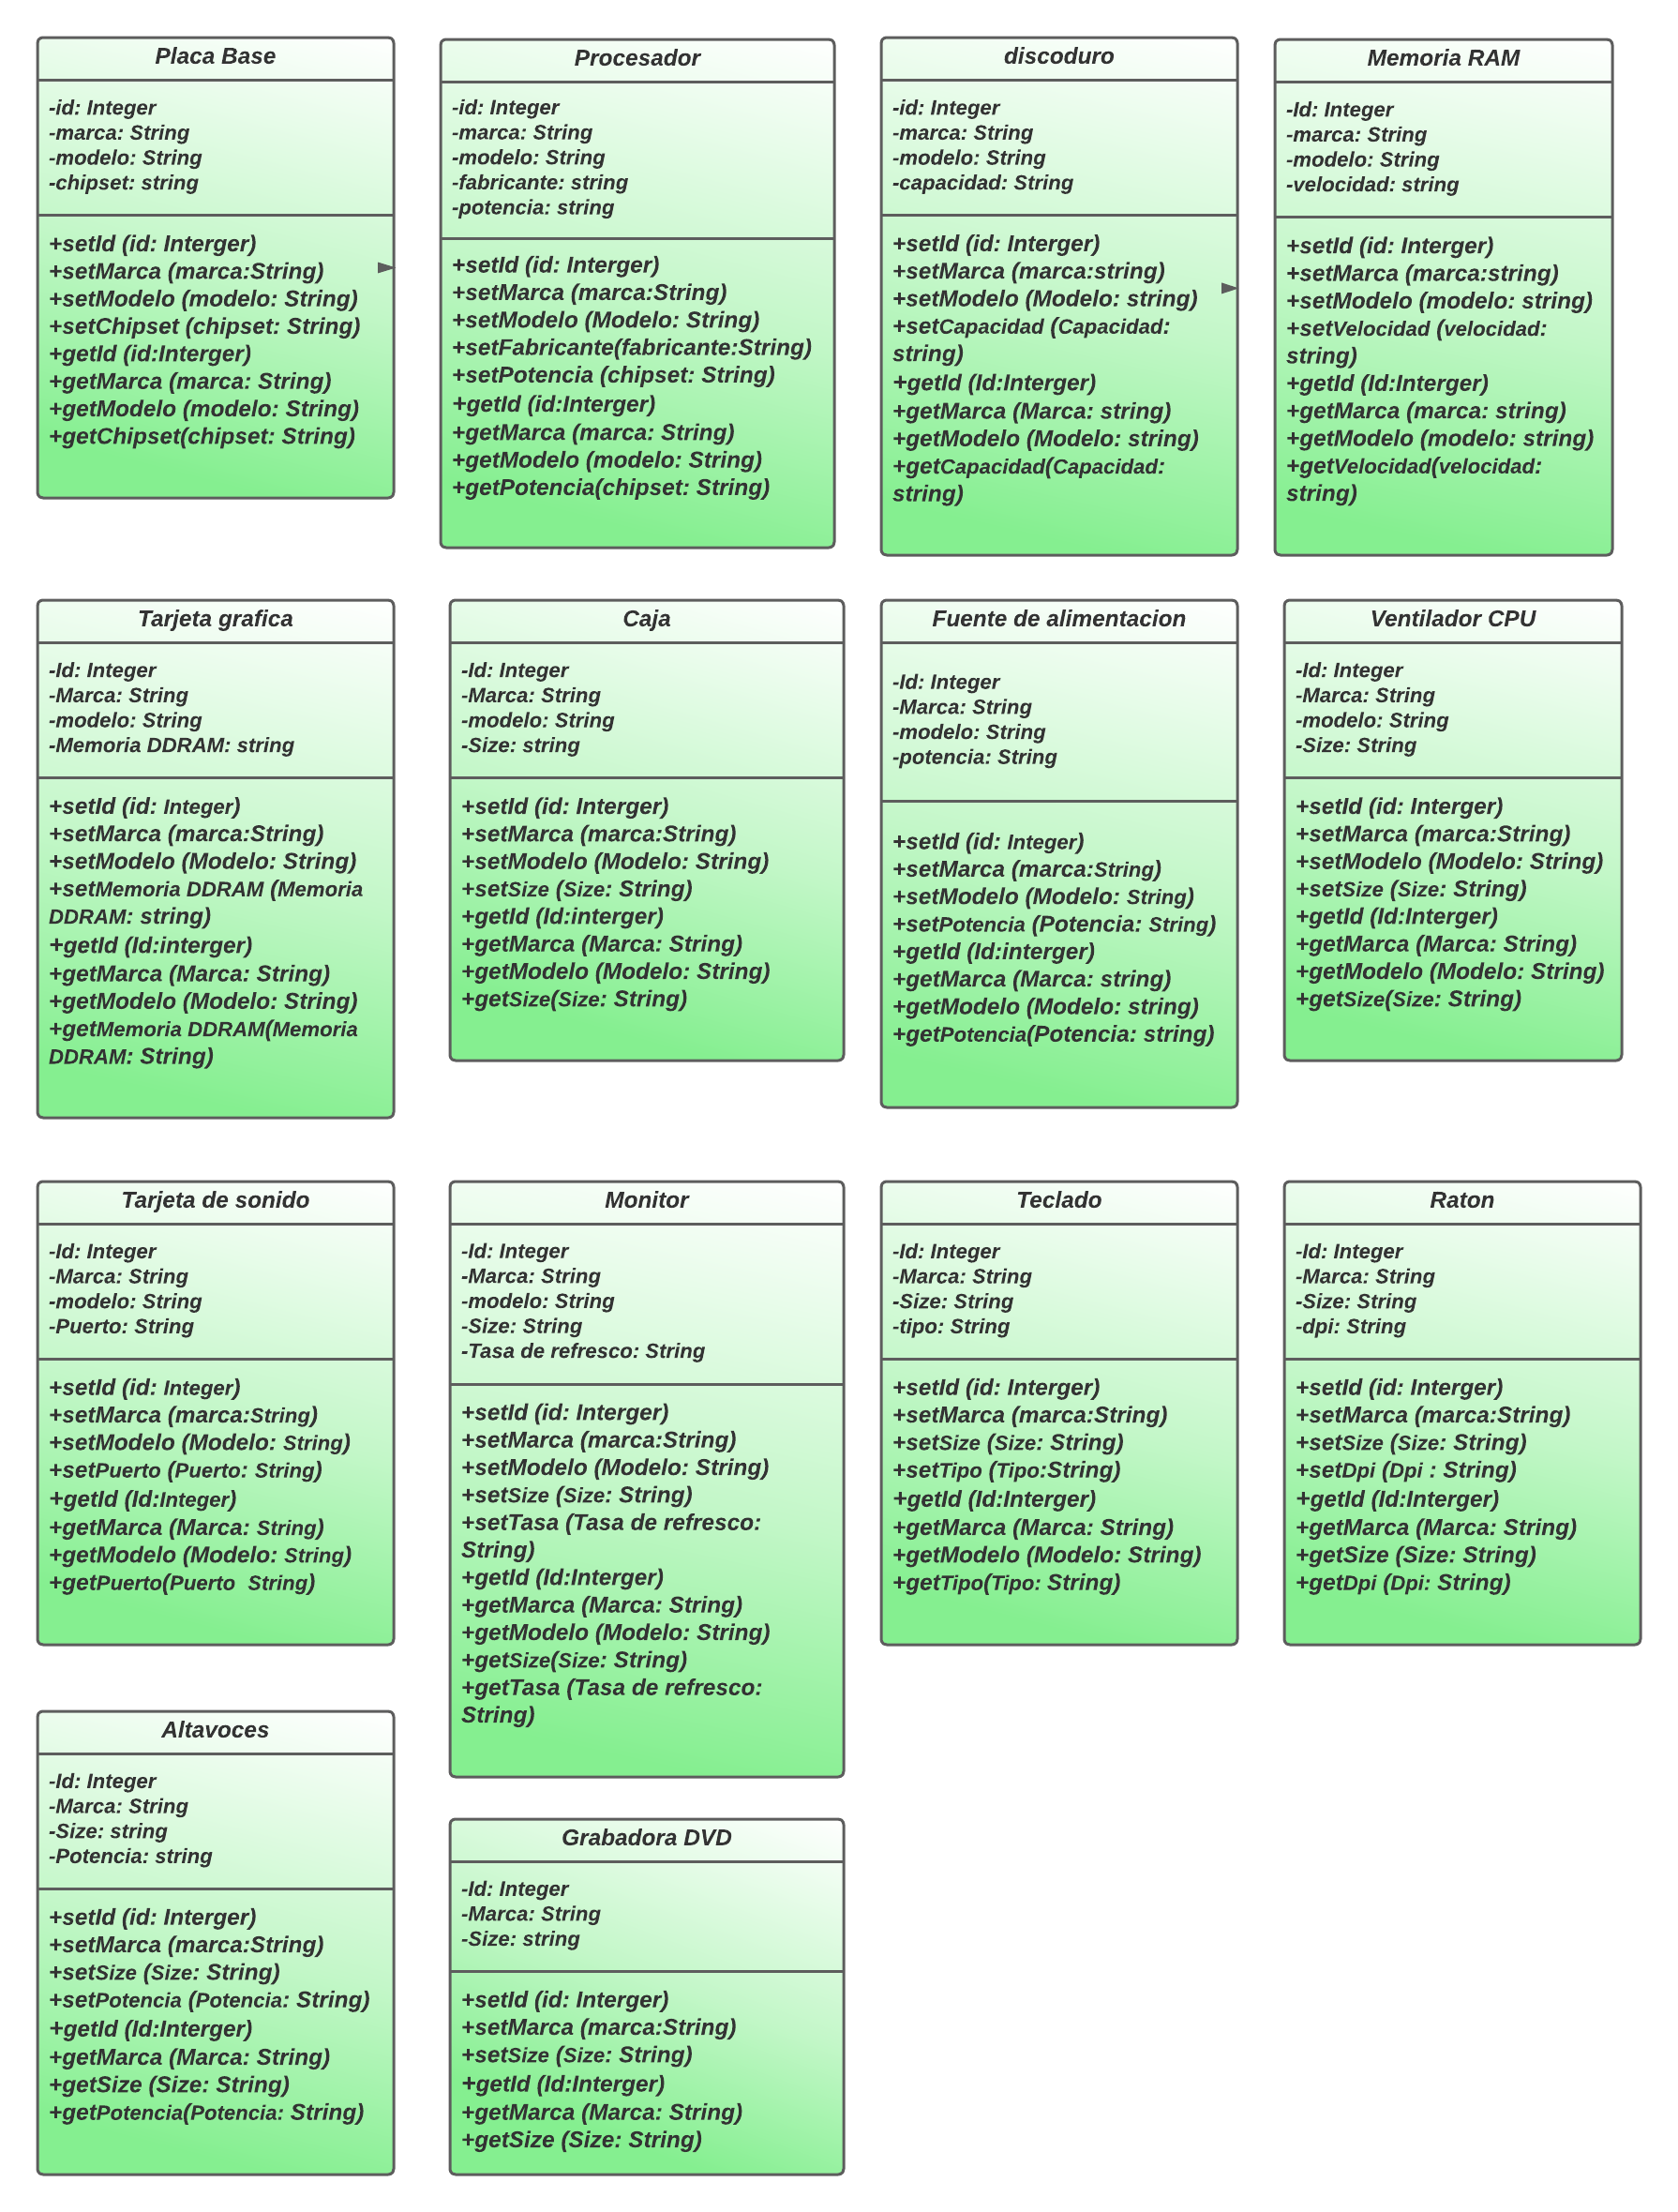 Placa Base
-id: Integer
-marca: String
-modelo: String
-chipset: string
+setId (id: Interger)
+setMarca (marca:String)
+setModelo (modelo: String)
+setChipset (chipset: String)
+getId (id:Interger)
+getMarca (marca: String)
+getModelo (modelo: String)
+getChipset(chipset: String)
Procesador
-id: Integer
-marca: String
-modelo: String
-fabricante: string
-potencia: string
+setId (id: Interger)
+setMarca (marca:String)
+setModelo (Modelo: String)
+setFabricante(fabricante:String)
+setPotencia (chipset: String)
+getId (id:Interger)
+getMarca (marca: String)
+getModelo (modelo: String)
+getPotencia(chipset: String)
discoduro
-id: Integer
-marca: String
-modelo: String
-capacidad: String
+setId (id: Interger)
+setMarca (marca:string)
+setModelo (Modelo: string)
+setCapacidad (Capacidad:
string)
+getId (Id:Interger)
+getMarca (Marca: string)
+getModelo (Modelo: string)
+getCapacidad(Capacidad:
string)
Memoria RAM
-Id: Integer
-marca: String
-modelo: String
-velocidad: string
+setId (id: Interger)
+setMarca (marca:string)
+setModelo (modelo: string)
+setVelocidad (velocidad:
string)
+getId (Id:Interger)
+getMarca (marca: string)
+getModelo (modelo: string)
+getVelocidad(velocidad:
string)
Tarjeta grafica
-Id: Integer
-Marca: String
-modelo: String
-Memoria DDRAM: string
+setId (id: Integer)
+setMarca (marca:String)
+setModelo (Modelo: String)
+setMemoria DDRAM (Memoria
DDRAM: string)
+getId (Id:interger)
+getMarca (Marca: String)
+getModelo (Modelo: String)
+getMemoria DDRAM(Memoria
DDRAM: String)
Caja
-Id: Integer
-Marca: String
-modelo: String
-Size: string
+setId (id: Interger)
+setMarca (marca:String)
+setModelo (Modelo: String)
+setSize (Size: String)
+getId (Id:interger)
+getMarca (Marca: String)
+getModelo (Modelo: String)
+getSize(Size: String)
Fuente de alimentacion
-Id: Integer
-Marca: String
-modelo: String
-potencia: String
+setId (id: Integer)
+setMarca (marca:String)
+setModelo (Modelo: String)
+setPotencia (Potencia: String)
+getId (Id:interger)
+getMarca (Marca: string)
+getModelo (Modelo: string)
+getPotencia(Potencia: string)
Ventilador CPU
-Id: Integer
-Marca: String
-modelo: String
-Size: String
+setId (id: Interger)
+setMarca (marca:String)
+setModelo (Modelo: String)
+setSize (Size: String)
+getId (Id:Interger)
+getMarca (Marca: String)
+getModelo (Modelo: String)
+getSize(Size: String)
Tarjeta de sonido
-Id: Integer
-Marca: String
-modelo: String
-Puerto: String
+setId (id: Integer)
+setMarca (marca:String)
+setModelo (Modelo: String)
+setPuerto (Puerto: String)
+getId (Id:Integer)
+getMarca (Marca: String)
+getModelo (Modelo: String)
+getPuerto(Puerto  String)
Monitor
-Id: Integer
-Marca: String
-modelo: String
-Size: String
-Tasa de refresco: String
+setId (id: Interger)
+setMarca (marca:String)
+setModelo (Modelo: String)
+setSize (Size: String)
+setTasa (Tasa de refresco:
String)
+getId (Id:Interger)
+getMarca (Marca: String)
+getModelo (Modelo: String)
+getSize(Size: String)
+getTasa (Tasa de refresco:
String)
Teclado
-Id: Integer
-Marca: String
-Size: String
-tipo: String
+setId (id: Interger)
+setMarca (marca:String)
+setSize (Size: String)
+setTipo (Tipo:String)
+getId (Id:Interger)
+getMarca (Marca: String)
+getModelo (Modelo: String)
+getTipo(Tipo: String)
Raton
-Id: Integer
-Marca: String
-Size: String
-dpi: String
+setId (id: Interger)
+setMarca (marca:String)
+setSize (Size: String)
+setDpi (Dpi : String)
+getId (Id:Interger)
+getMarca (Marca: String)
+getSize (Size: String)
+getDpi (Dpi: String)
Altavoces
-Id: Integer
-Marca: String
-Size: string
-Potencia: string
+setId (id: Interger)
+setMarca (marca:String)
+setSize (Size: String)
+setPotencia (Potencia: String)
+getId (Id:Interger)
+getMarca (Marca: String)
+getSize (Size: String)
+getPotencia(Potencia: String)
Grabadora DVD
-Id: Integer
-Marca: String
-Size: string
+setId (id: Interger)
+setMarca (marca:String)
+setSize (Size: String)
+getId (Id:Interger)
+getMarca (Marca: String)
+getSize (Size: String)